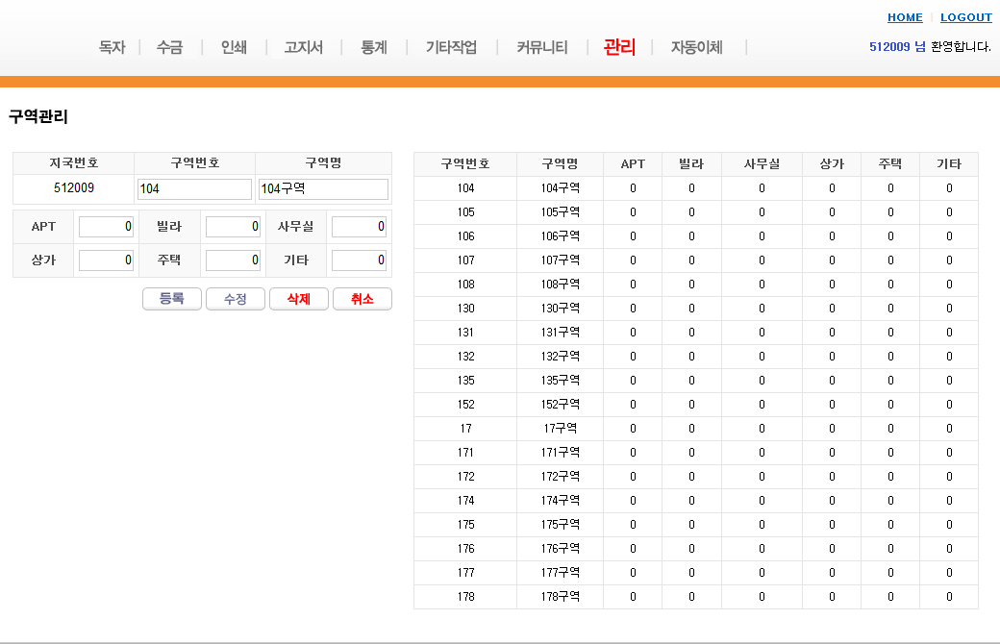 HOME | LOGOUT
독자 | 수금 | 인쇄 | 고지서 | 통계 | 기타작업 | 커뮤니티 | 관리 | 자동이체 |
512009 님 환영합니다.
구역관리
지국번호 구역번호 구역명
512009 104 104구역
APT 0 빌라 0 사무실 0
상가 0 주택 0 기타 0
등록 수정 삭제 취소
구역번호 구역명 APT 빌라 사무실 상가 주택 기타
104 104구역 0 0 0 0 0 0
105 105구역 0 0 0 0 0 0
106 106구역 0 0 0 0 0 0
107 107구역 0 0 0 0 0 0
108 108구역 0 0 0 0 0 0
130 130구역 0 0 0 0 0 0
131 131구역 0 0 0 0 0 0
132 132구역 0 0 0 0 0 0
135 135구역 0 0 0 0 0 0
152 152구역 0 0 0 0 0 0
17 17구역 0 0 0 0 0 0
171 171구역 0 0 0 0 0 0
172 172구역 0 0 0 0 0 0
174 174구역 0 0 0 0 0 0
175 175구역 0 0 0 0 0 0
176 176구역 0 0 0 0 0 0
177 177구역 0 0 0 0 0 0
178 178구역 0 0 0 0 0 0